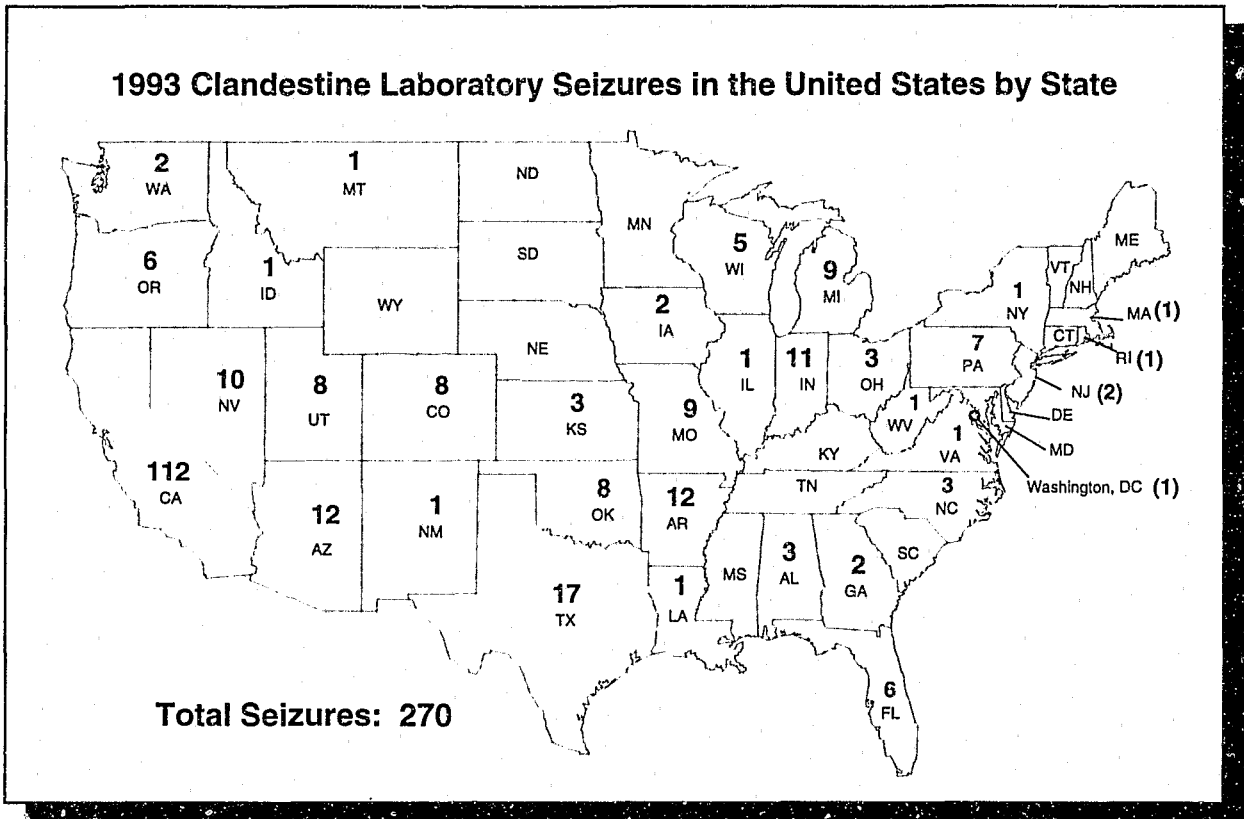 1993 Clandestine Laboratory Seizures in the United States by State
2
WA
1
MT
ND
MN
6
OR
1
ID
WY
SD
5
WI
9
MI
VT
NH
ME
1
NY
MA (1)
CT
RI (1)
NJ (2)
DE
MD
Washington, DC (1)
10
NV
8
UT
8
CO
NE
2
IA
1
IL
11
IN
3
OH
7
PA
1
WV
1
VA
3
KS
9
MO
KY
112
CA
12
AZ
1
NM
8
OK
12
AR
TN
3
NC
SC
17
TX
1
LA
MS
3
AL
2
GA
6
FL
Total Seizures: 270